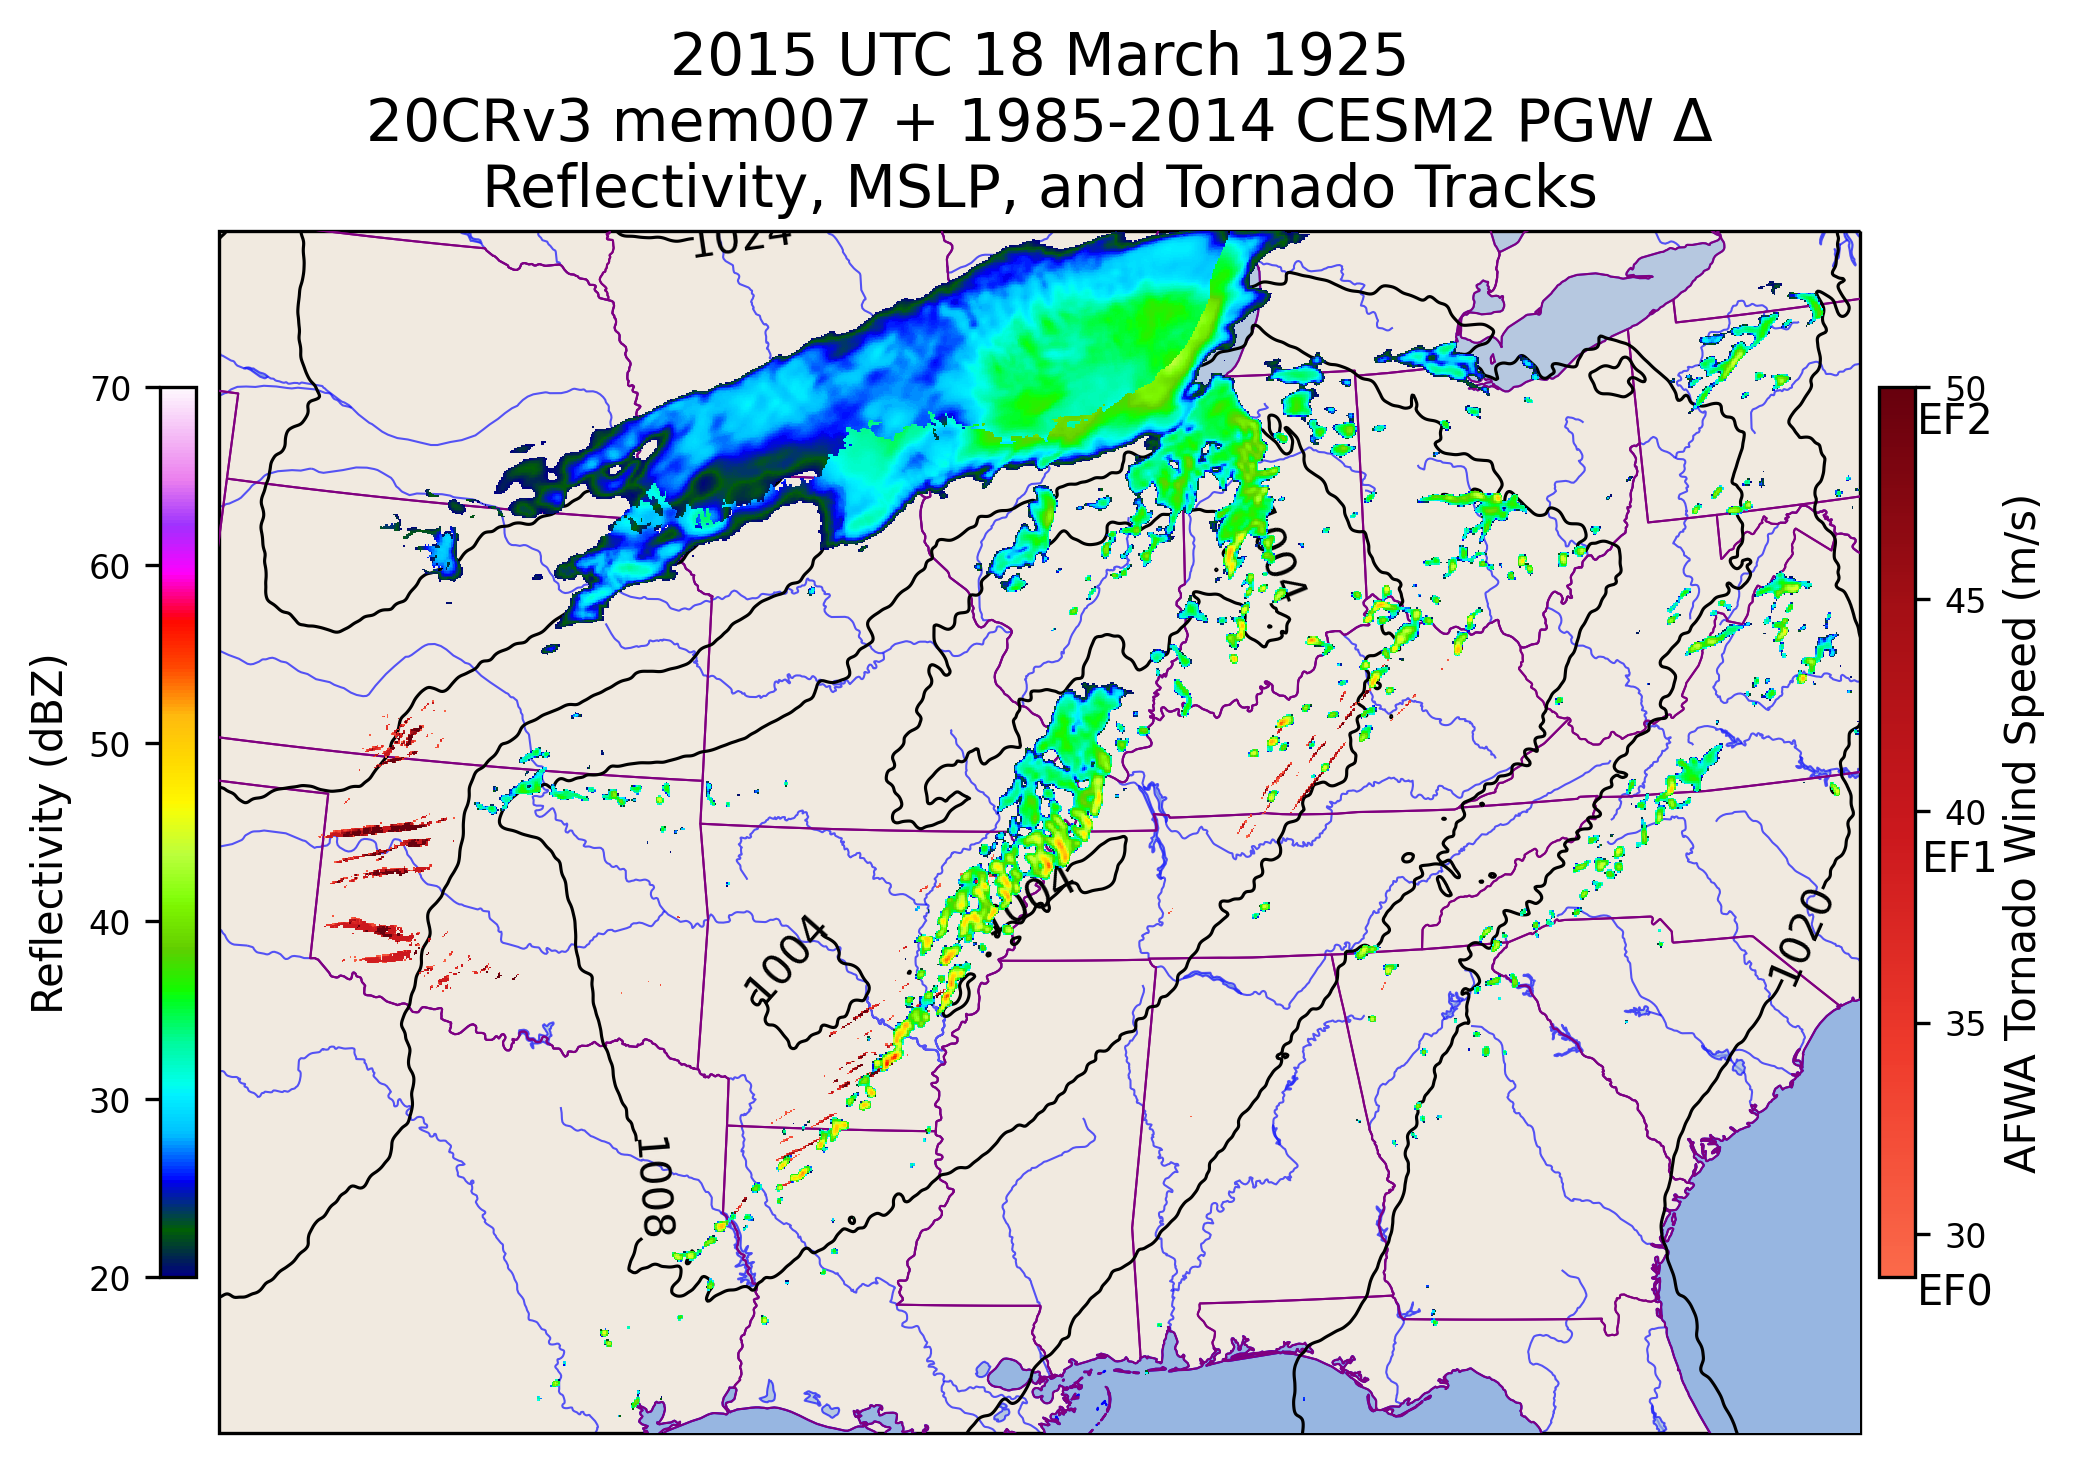 2015 UTC 18 March 1925
20CRv3 mem007 + 1985-2014 CESM2 PGW Δ
Reflectivity, MSLP, and Tornado Tracks
1024
004
1004
1004
1008
1020
70
60
50
40
30
20
Reflectivity (dBZ)
50
EF2
45
40
EF1
35
30
EF0
AFWA Tornado Wind Speed (m/s)